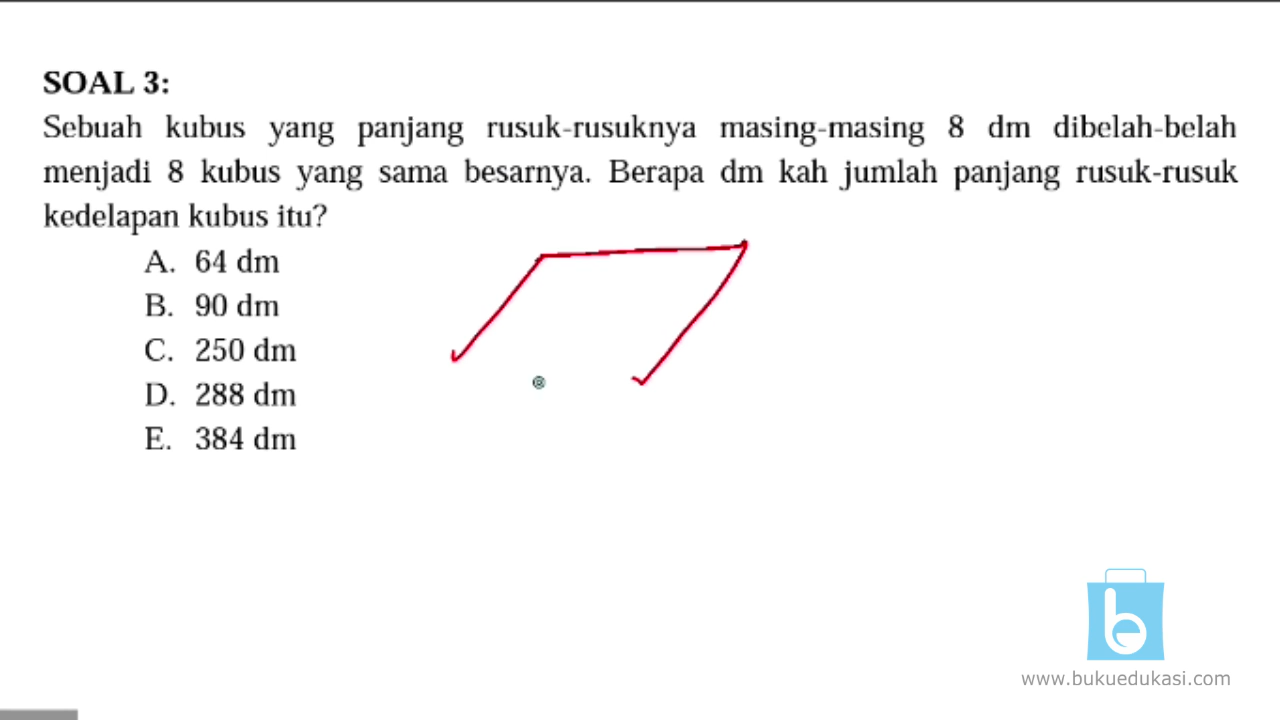 SOAL 3:
Sebuah kubus yang panjang rusuk-rusuknya masing-masing 8 dm dibelah-belah
menjadi 8 kubus yang sama besarnya. Berapa dm kah jumlah panjang rusuk-rusuk
kedelapan kubus itu?
A. 64 dm
B. 90 dm
C. 250 dm
D. 288 dm
E. 384 dm
www.bukuedukasi.com